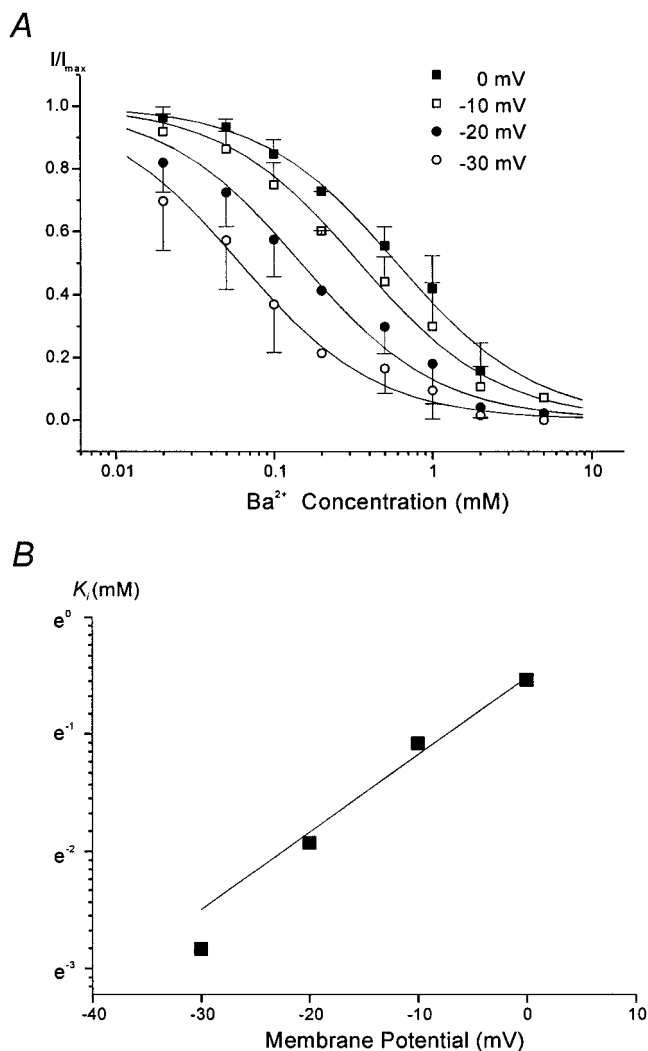 A
I/Imax
■ 0 mV
□ -10 mV
● -20 mV
○ -30 mV
1.0
0.8
0.6
0.4
0.2
0.0
0.01 0.1 1 10
Ba²⁺ Concentration (mM)
B
Ki (mM)
e⁰
e⁻¹
e⁻²
e⁻³
-40 -30 -20 -10 0 10
Membrane Potential (mV)